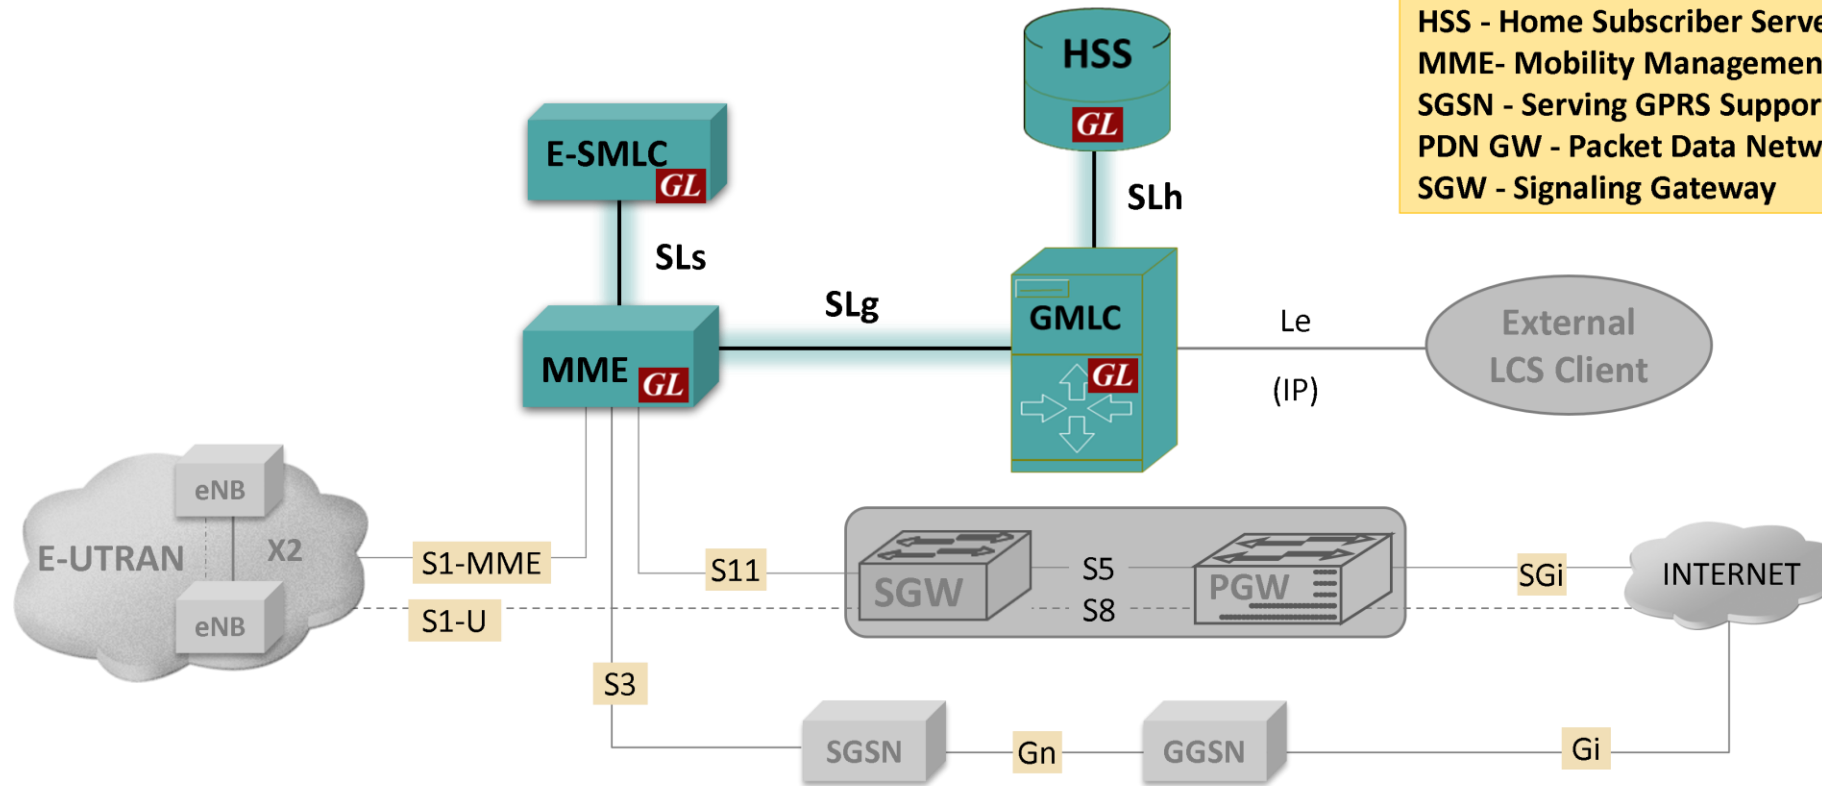 HSS - Home Subscriber Serve
MME- Mobility Managemen
SGSN - Serving GPRS Suppor
PDN GW - Packet Data Netw
SGW - Signaling Gateway
HSS
GL
E-SMLC
GL
SLh
SLs
SLg
GMLC
GL
MME
GL
Le
(IP)
External
LCS Client
eNB
E-UTRAN
X2
eNB
S1-MME
S1-U
S11
SGW
S5
S8
PGW
SGi
INTERNET
S3
SGSN
Gn
GGSN
Gi